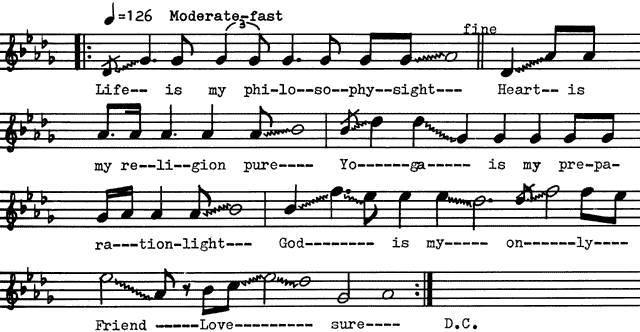 ♩=126 Moderate-fast
3
fine
Life-- is my phi-lo--so--phy--sight---- Heart-- is
my re--li--gion pure---- Yo------ga----- is my pre-pa-
ra---tion-light--- God-------- is my----- on------ly----
Friend -----Love---------- sure---- D.C.